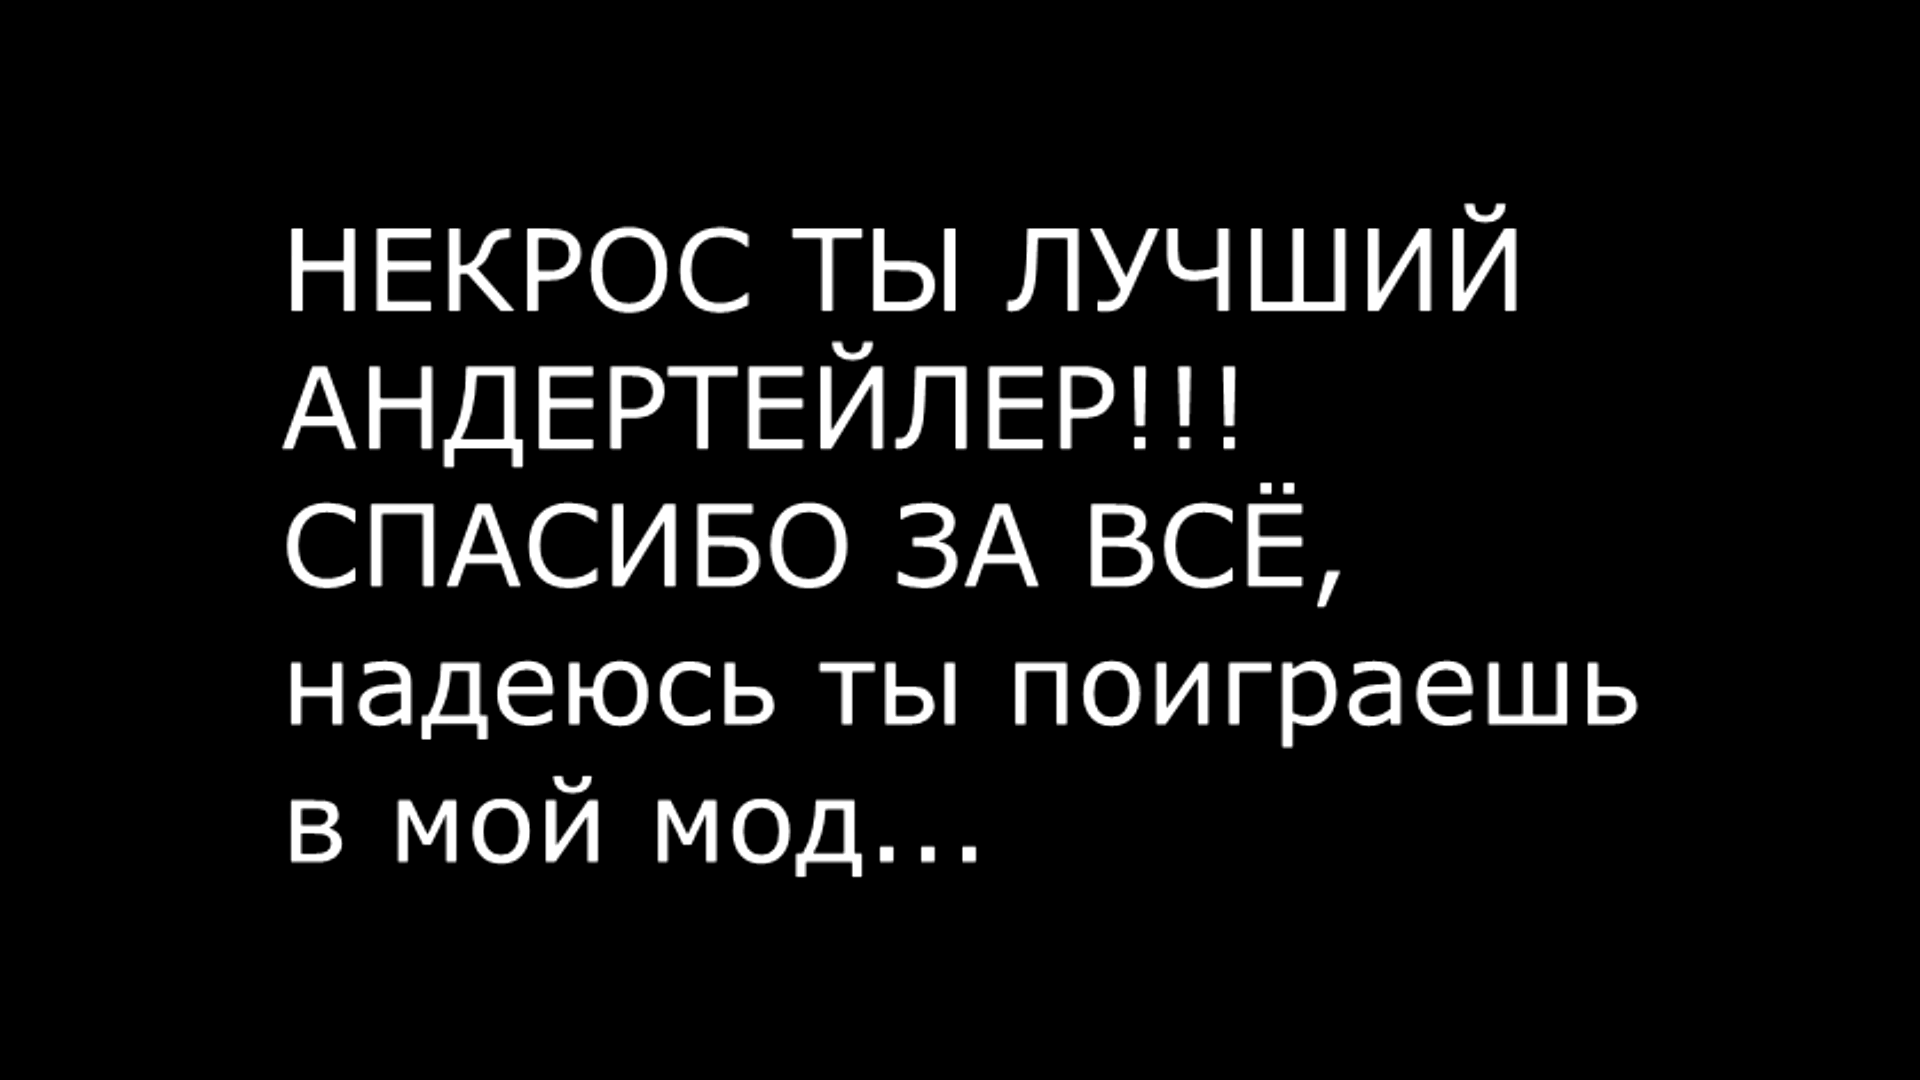 НЕКРОС ТЫ ЛУЧШИЙ
АНДЕРТЕЙЛЕР!!!
СПАСИБО ЗА ВСЁ,
надеюсь ты поиграешь
в мой мод...